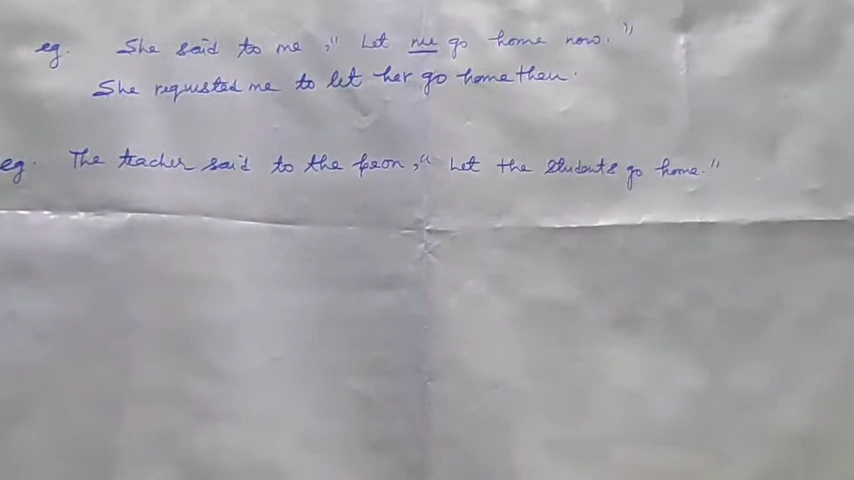 eg. She said to me, " Let me go home now."
She requested me to let her go home then.
eg. The teacher said to the peon, " Let the students go home."